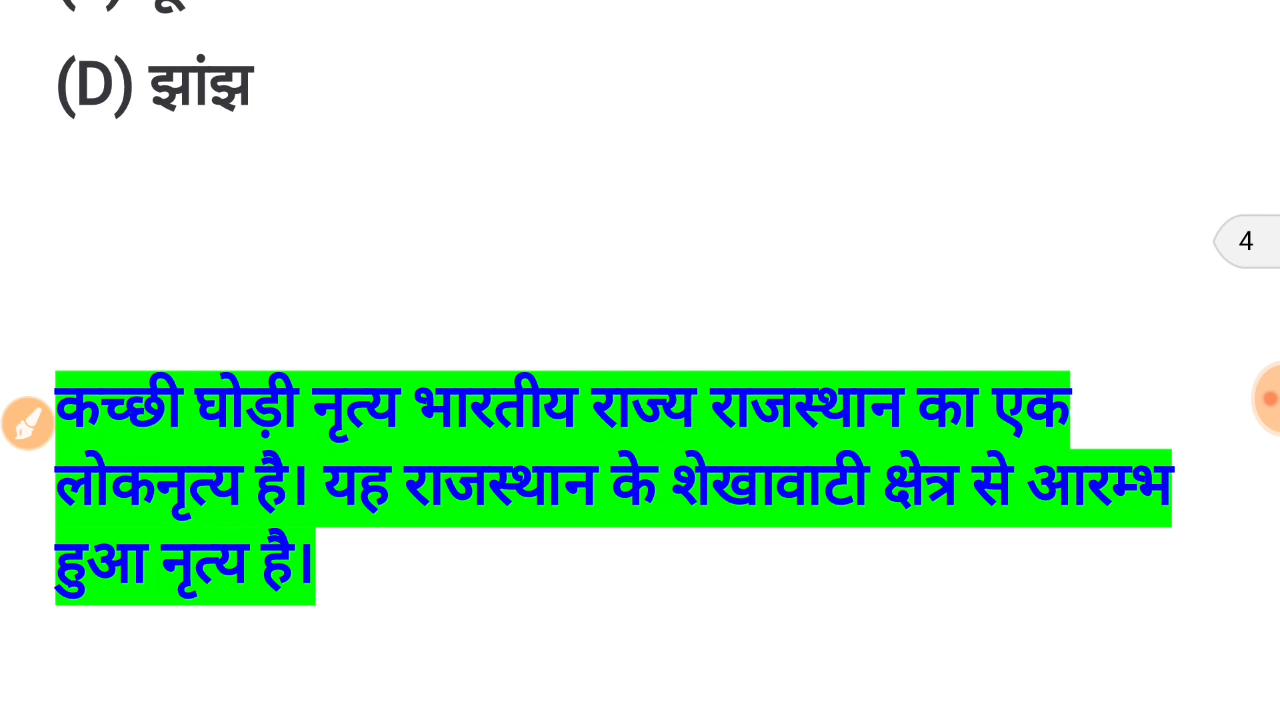 (D) झांझ
4
कच्छी घोड़ी नृत्य भारतीय राज्य राजस्थान का एक
लोकनृत्य है। यह राजस्थान के शेखावाटी क्षेत्र से आरम्भ
हुआ नृत्य है।